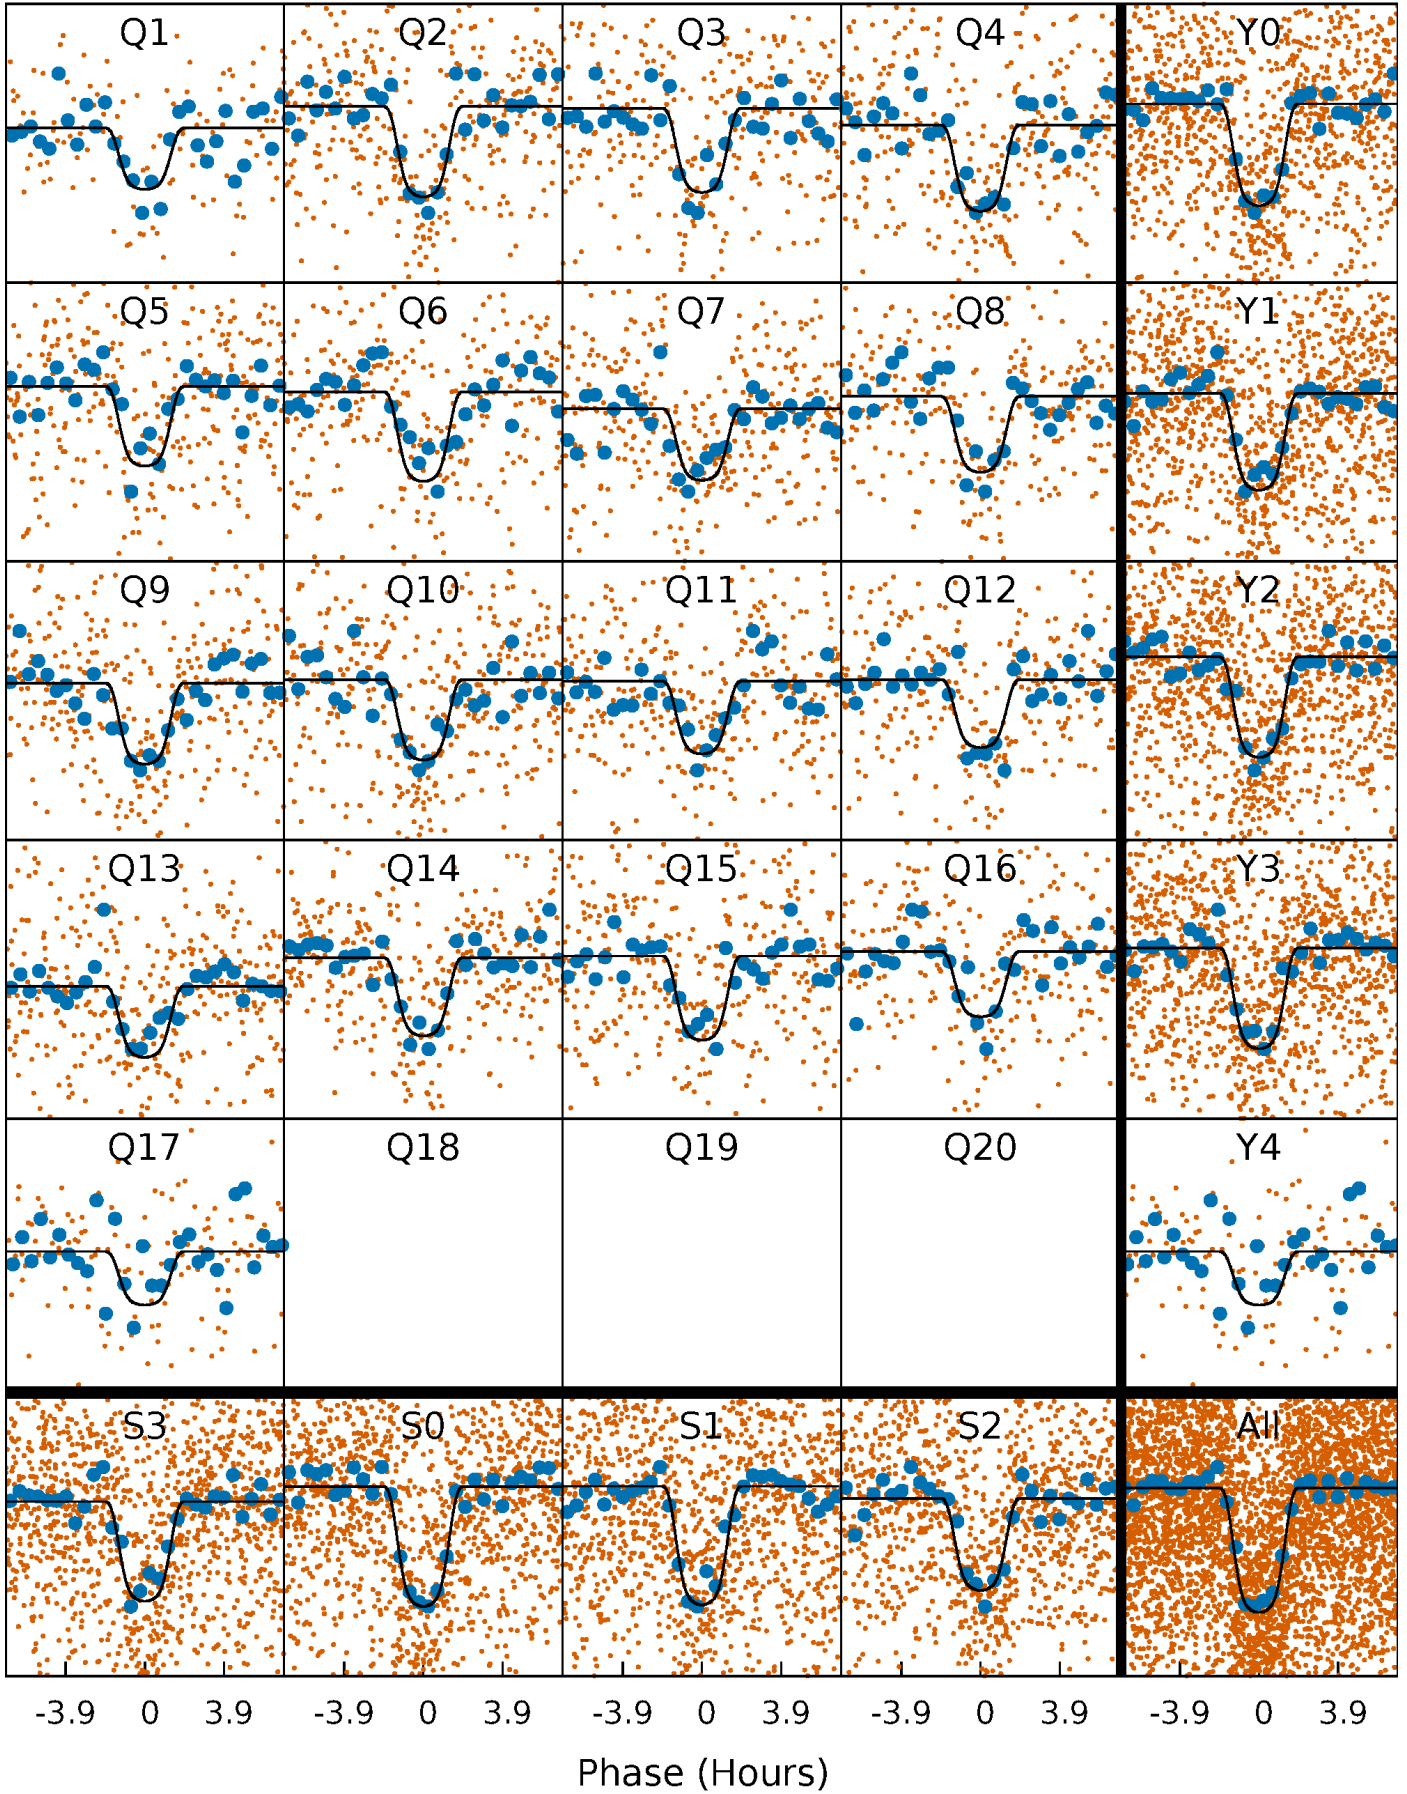 Q1 Q2 Q3 Q4 Y0
Q5 Q6 Q7 Q8 Y1
Q9 Q10 Q11 Q12 Y2
Q13 Q14 Q15 Q16 Y3
Q17 Q18 Q19 Q20 Y4
S3 S0 S1 S2 All
-3.9 0 3.9 -3.9 0 3.9 -3.9 0 3.9 -3.9 0 3.9 -3.9 0 3.9
Phase (Hours)